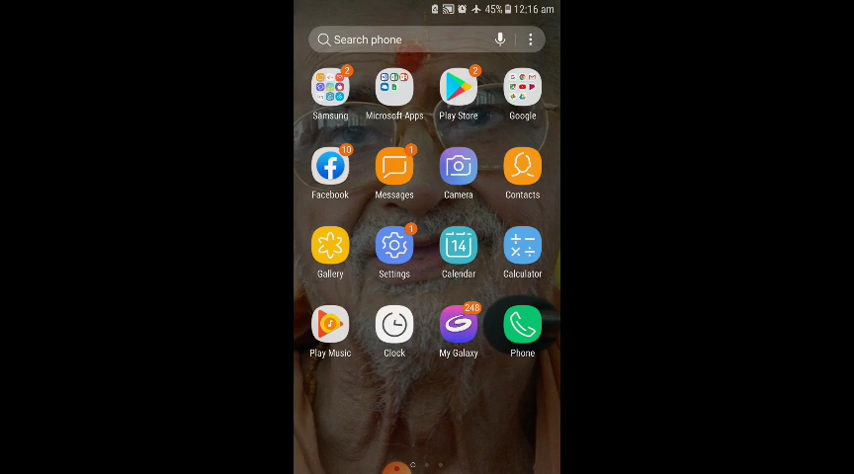 45% 12:16 am
Search phone
2 2
Samsung Microsoft Apps Play Store Google
10 1
Facebook Messages Camera Contacts
1
14
Gallery Settings Calendar Calculator
248
Play Music Clock My Galaxy Phone